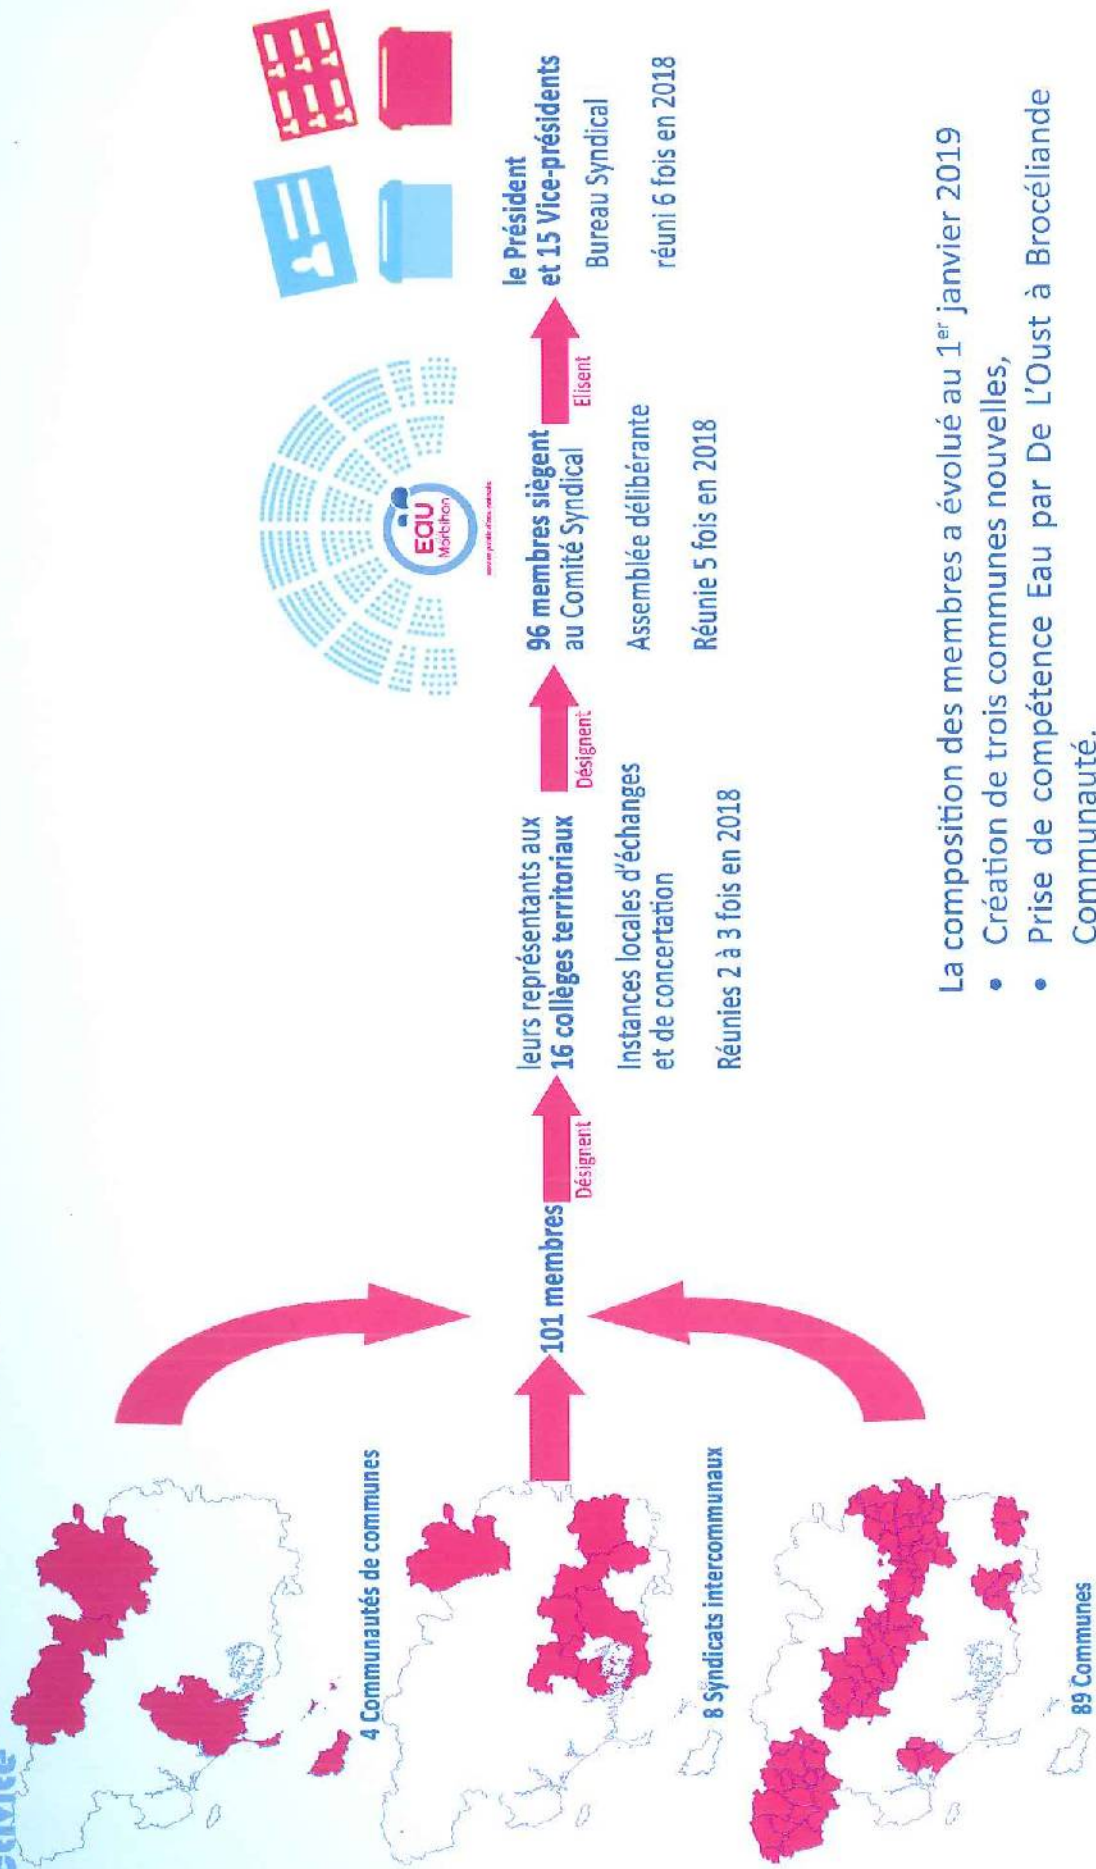 4 Communautés de communes
8 Syndicats intercommunaux
89 Communes
101 membres
Désignent
leurs représentants aux
16 collèges territoriaux
Instances locales d'échanges
et de concertation
Réunies 2 à 3 fois en 2018
Désignent
EAU
Morbihan
96 membres siègent
au Comité Syndical
Assemblée délibérante
Réunie 5 fois en 2018
Elisent
le Président
et 15 Vice-présidents
Bureau Syndical
réuni 6 fois en 2018
La composition des membres a évolué au 1er janvier 2019
• Création de trois communes nouvelles,
• Prise de compétence Eau par De L'Oust à Brocéliande
Communauté.